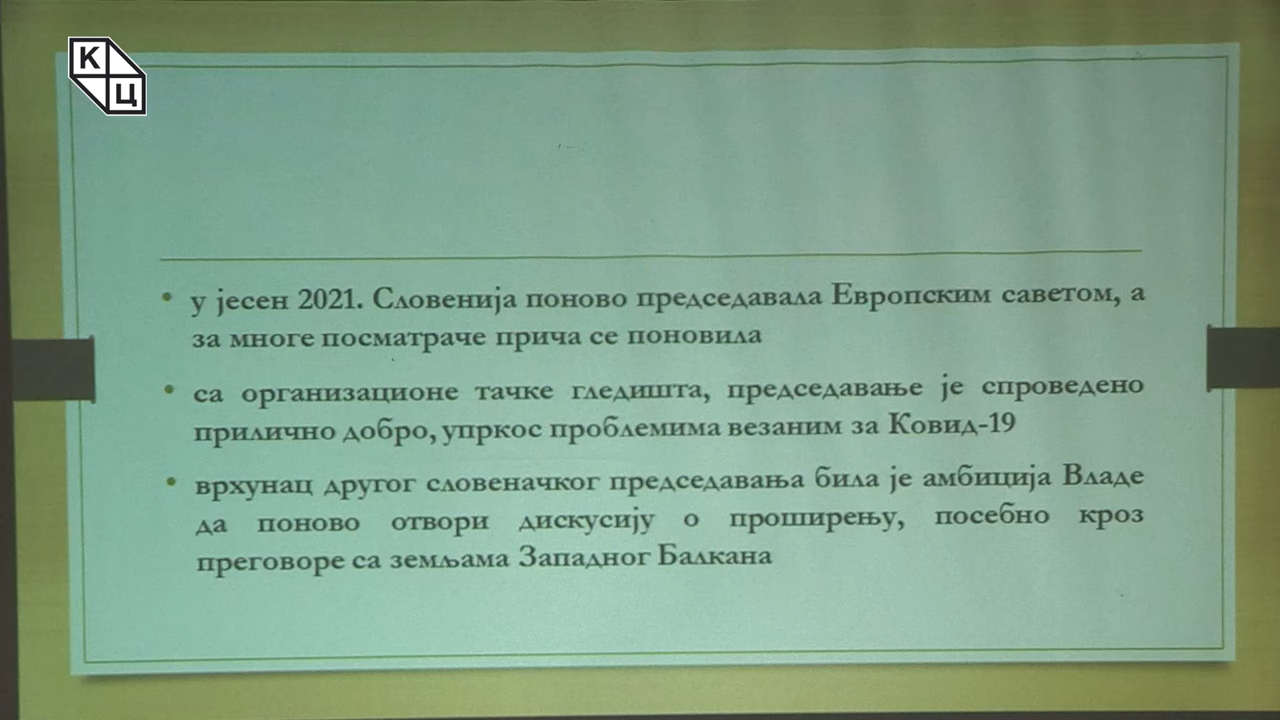 К
Ц
• у јесен 2021. Словенија поново председавала Европским саветом, а
за многе посматраче прича се поновила
• са организационе тачке гледишта, председавање је спроведено
прилично добро, упркос проблемима везаним за Ковид-19
• врхунац другог словеначког председавања била је амбиција Владе
да поново отвори дискусију о проширењу, посебно кроз
преговоре са земљама Западног Балкана